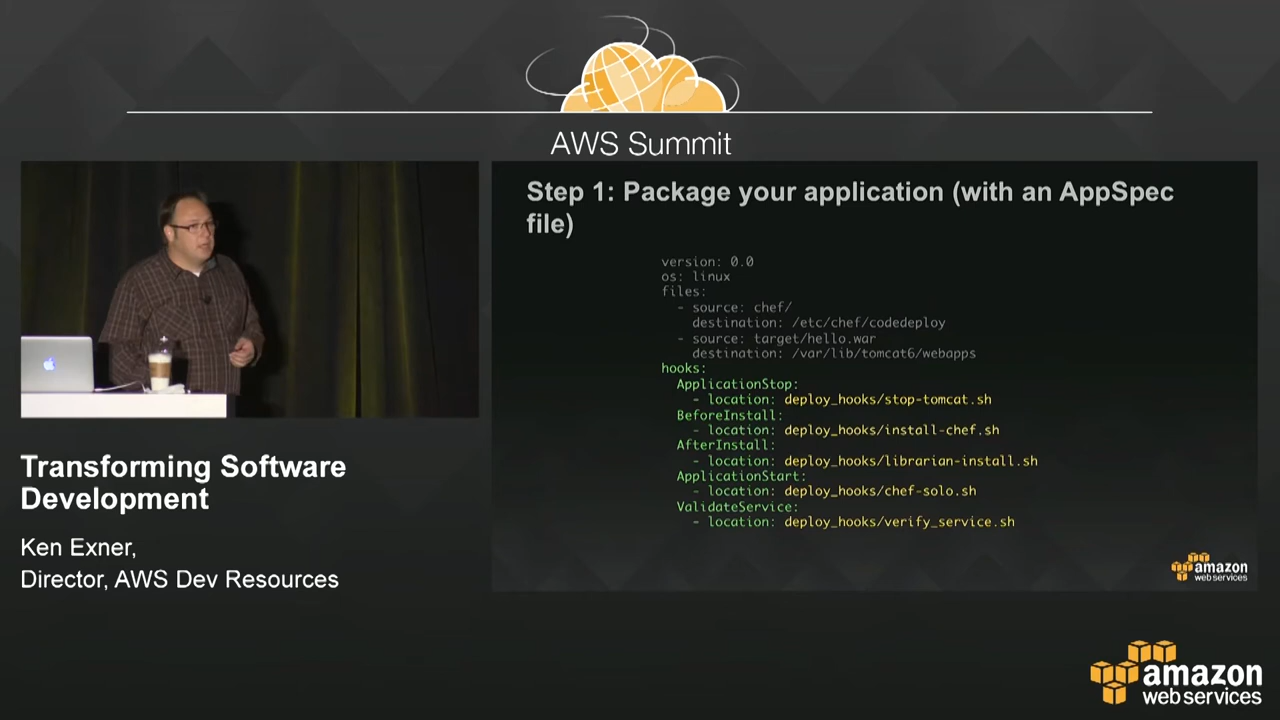 AWS Summit
Step 1: Package your application (with an AppSpec
file)
version: 0.0
os: linux
files:
  - source: chef/
    destination: /etc/chef/codedeploy
  - source: target/hello.war
    destination: /var/lib/tomcat6/webapps
hooks:
  ApplicationStop:
    - location: deploy_hooks/stop-tomcat.sh
  BeforeInstall:
    - location: deploy_hooks/install-chef.sh
  AfterInstall:
    - location: deploy_hooks/librarian-install.sh
  ApplicationStart:
    - location: deploy_hooks/chef-solo.sh
  ValidateService:
    - location: deploy_hooks/verify_service.sh
amazon
web services
Transforming Software
Development
Ken Exner,
Director, AWS Dev Resources
amazon
web services